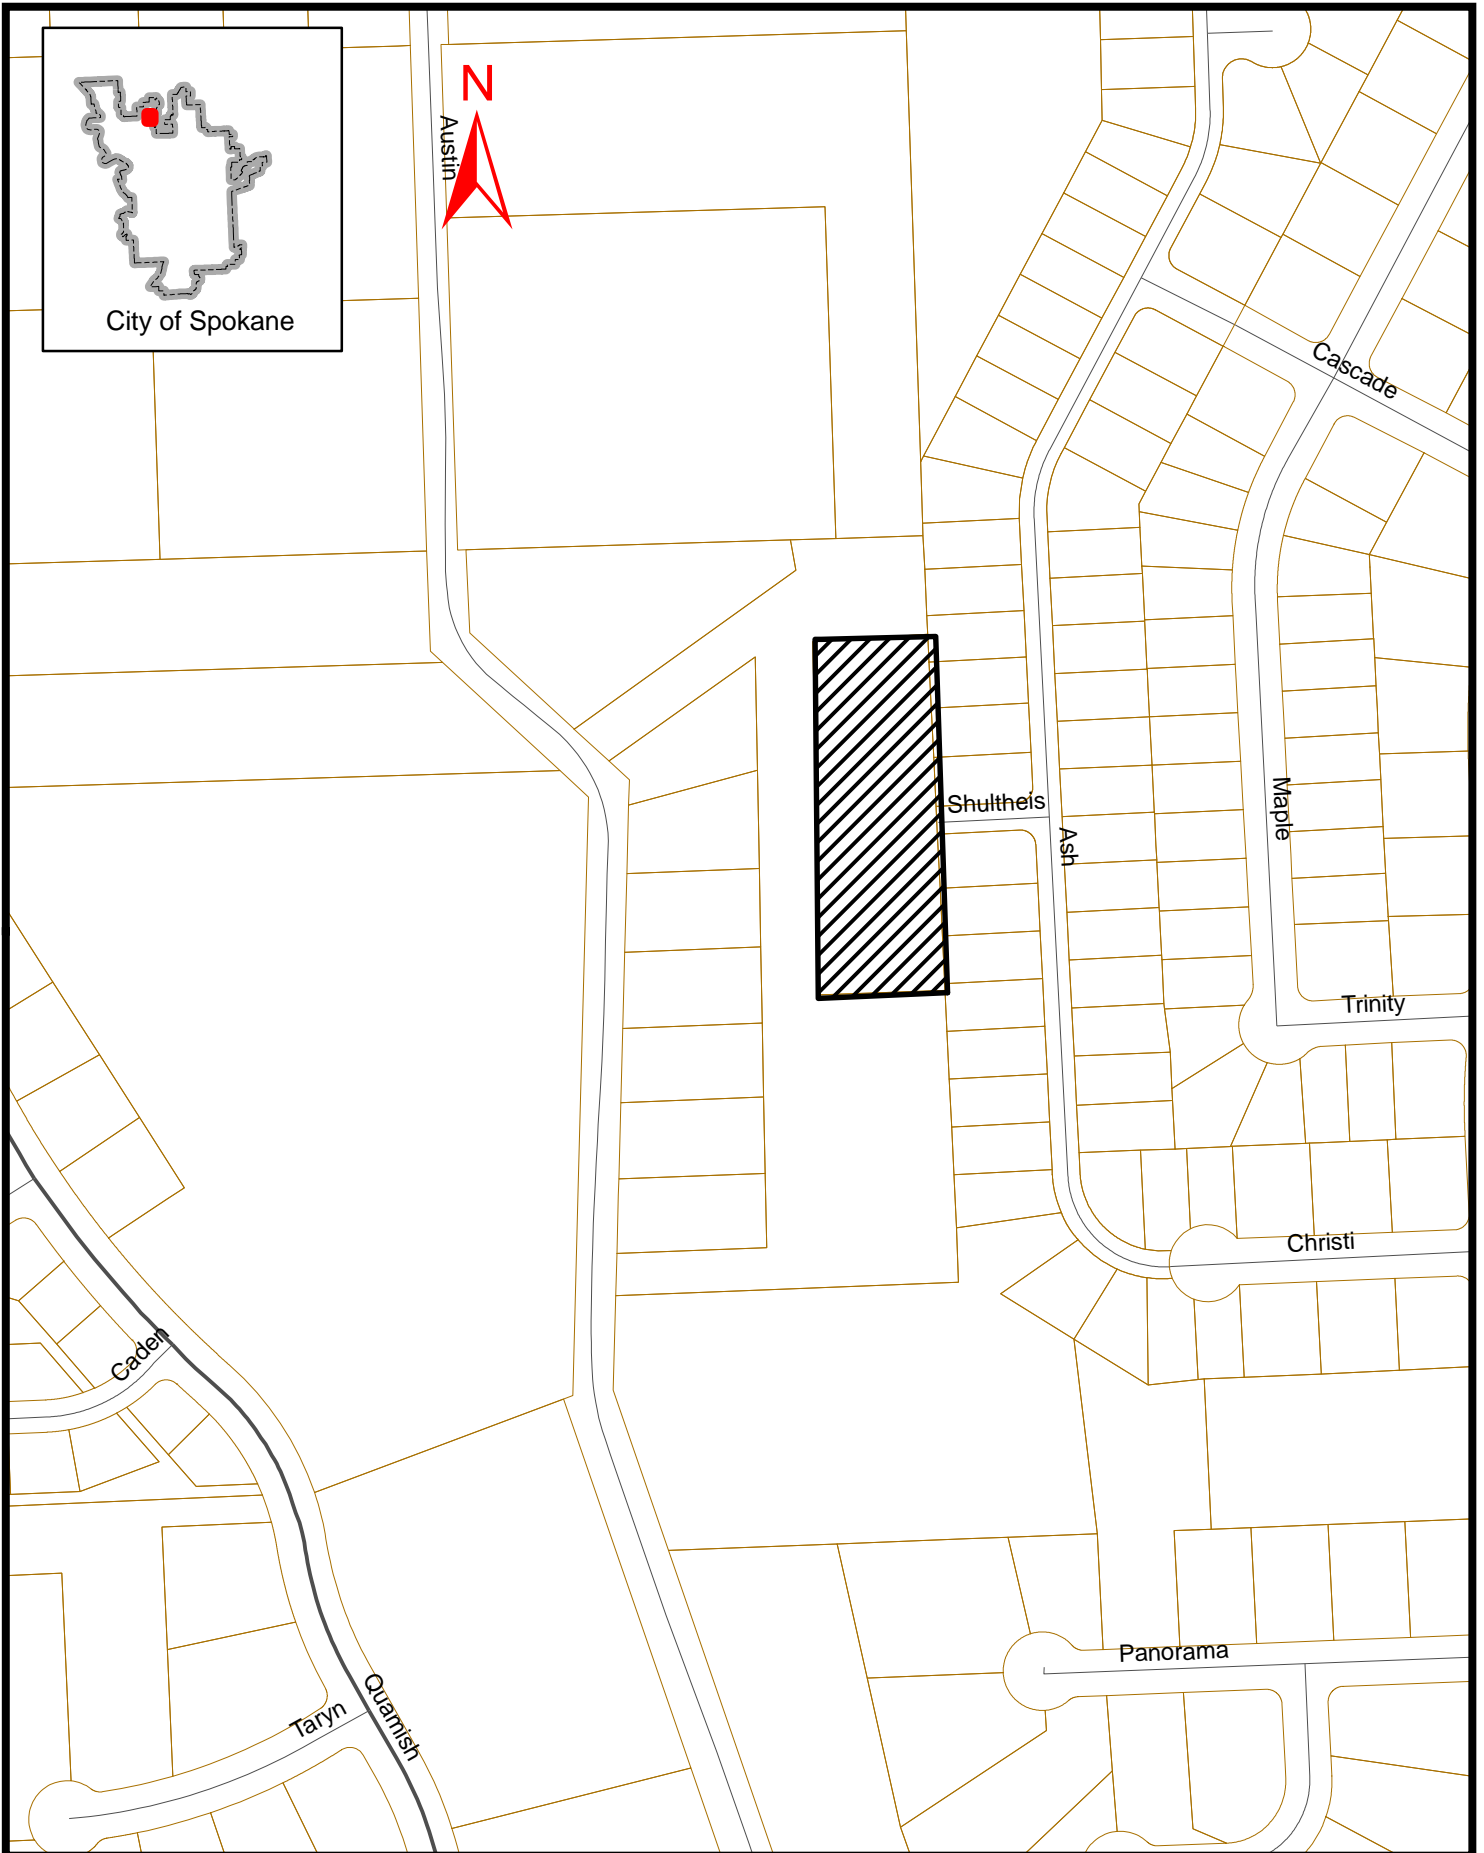 N
Austin
City of Spokane
Cascade
Shultheis
Maple
Ash
Trinity
Christi
Caden
Panorama
Quamish
Taryn